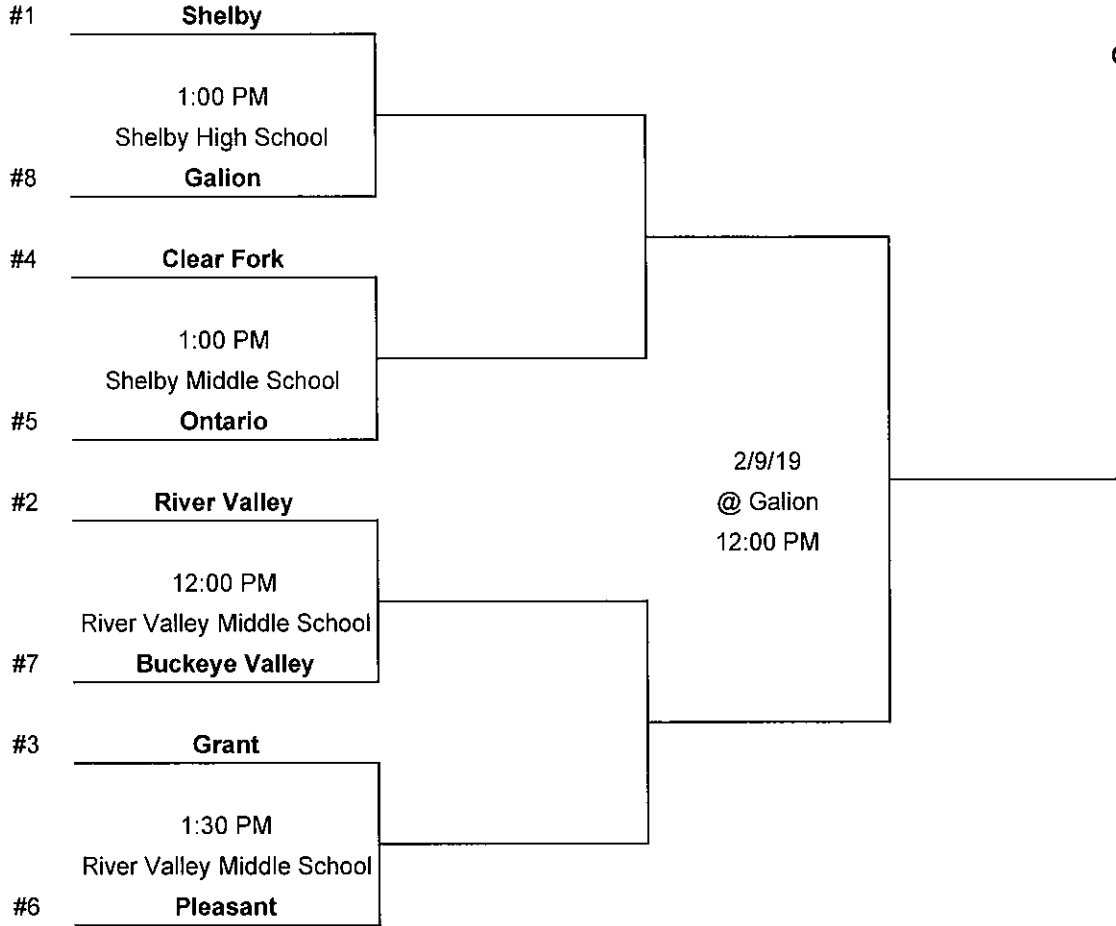 #1 Shelby
1:00 PM
Shelby High School
#8 Galion
#4 Clear Fork
1:00 PM
Shelby Middle School
#5 Ontario
#2 River Valley
12:00 PM
River Valley Middle School
#7 Buckeye Valley
#3 Grant
1:30 PM
River Valley Middle School
#6 Pleasant
2/9/19
@ Galion
12:00 PM